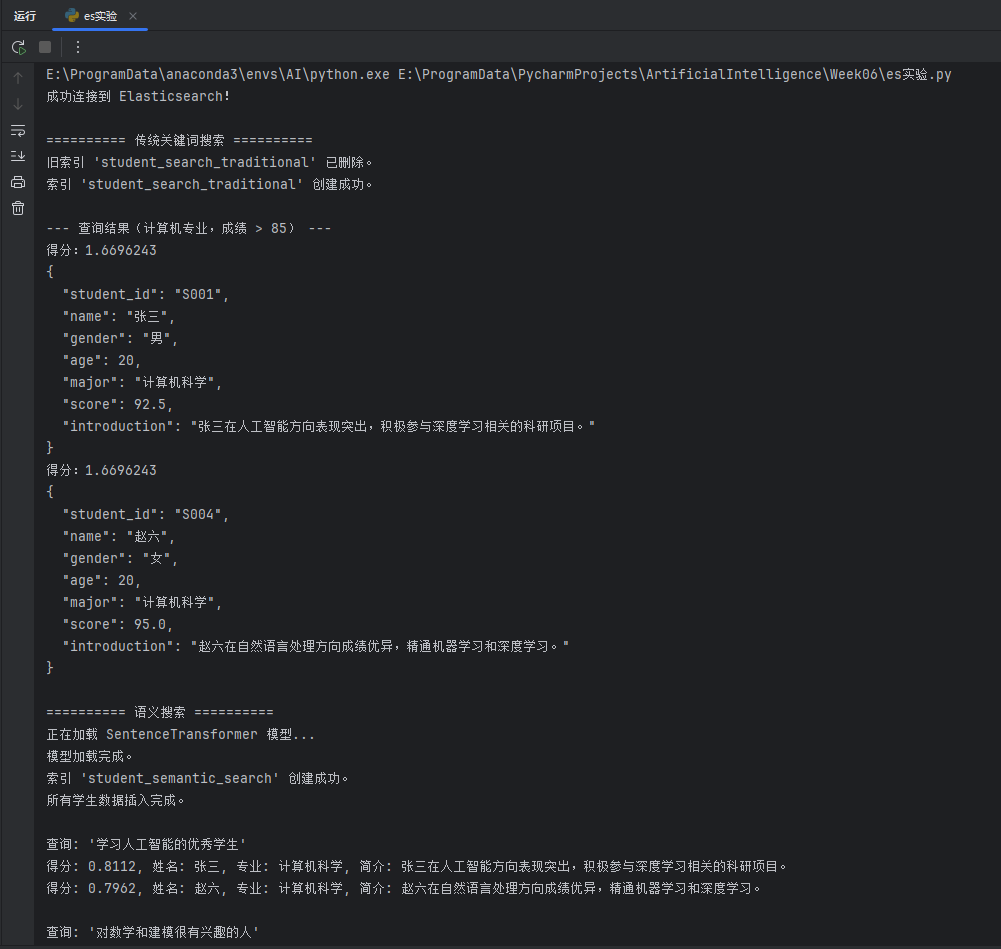 运行 es实验
E:\ProgramData\anaconda3\envs\AI\python.exe E:\ProgramData\PycharmProjects\ArtificialIntelligence\Week06\es实验.py
成功连接到 Elasticsearch!
========== 传统关键词搜索 ==========
旧索引 'student_search_traditional' 已删除。
索引 'student_search_traditional' 创建成功。
--- 查询结果（计算机专业，成绩 > 85） ---
得分：1.6696243
{
"student_id": "S001",
"name": "张三",
"gender": "男",
"age": 20,
"major": "计算机科学",
"score": 92.5,
"introduction": "张三在人工智能方向表现突出，积极参与深度学习相关的科研项目。"
}
得分：1.6696243
{
"student_id": "S004",
"name": "赵六",
"gender": "女",
"age": 20,
"major": "计算机科学",
"score": 95.0,
"introduction": "赵六在自然语言处理方向成绩优异，精通机器学习和深度学习。"
}
========== 语义搜索 ==========
正在加载 SentenceTransformer 模型...
模型加载完成。
索引 'student_semantic_search' 创建成功。
所有学生数据插入完成。
查询: '学习人工智能的优秀学生'
得分: 0.8112, 姓名: 张三, 专业: 计算机科学, 简介: 张三在人工智能方向表现突出，积极参与深度学习相关的科研项目。
得分: 0.7962, 姓名: 赵六, 专业: 计算机科学, 简介: 赵六在自然语言处理方向成绩优异，精通机器学习和深度学习。
查询: '对数学和建模很有兴趣的人'